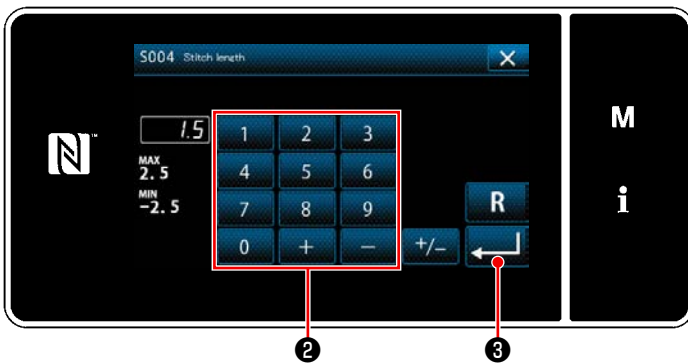 S004 Stitch length
1.5
MAX
2.5
MIN
-2.5
1 2 3
4 5 6
7 8 9
0 + − +/−
R
M
i
N™
❷ ❸